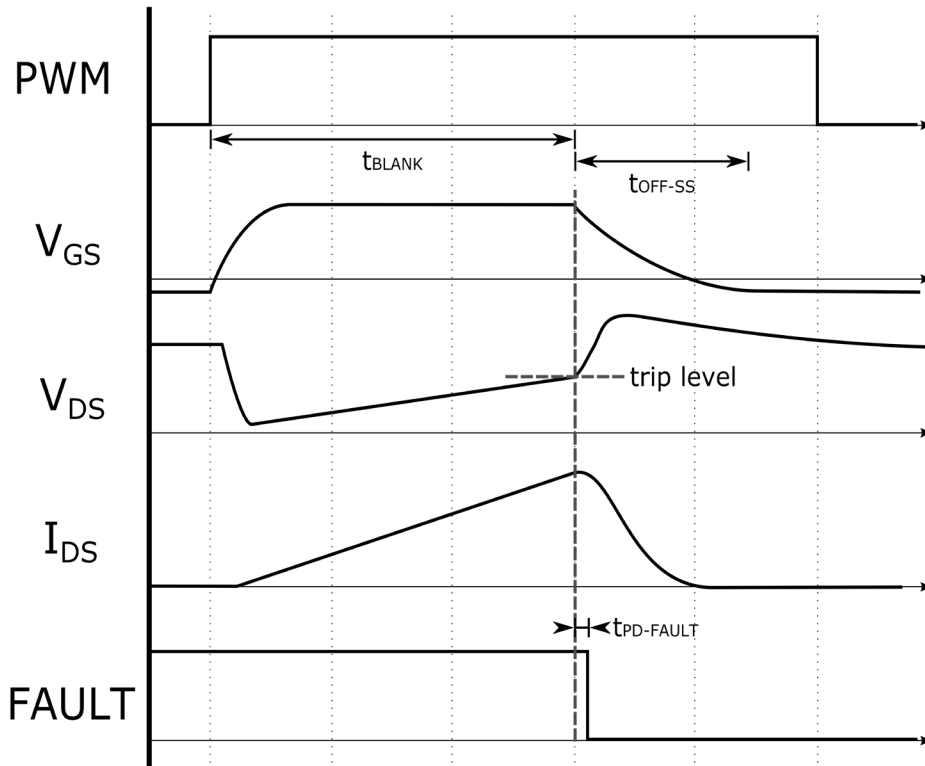 PWM
tBLANK
tOFF-SS
VGS
trip level
VDS
IDS
tPD-FAULT
FAULT